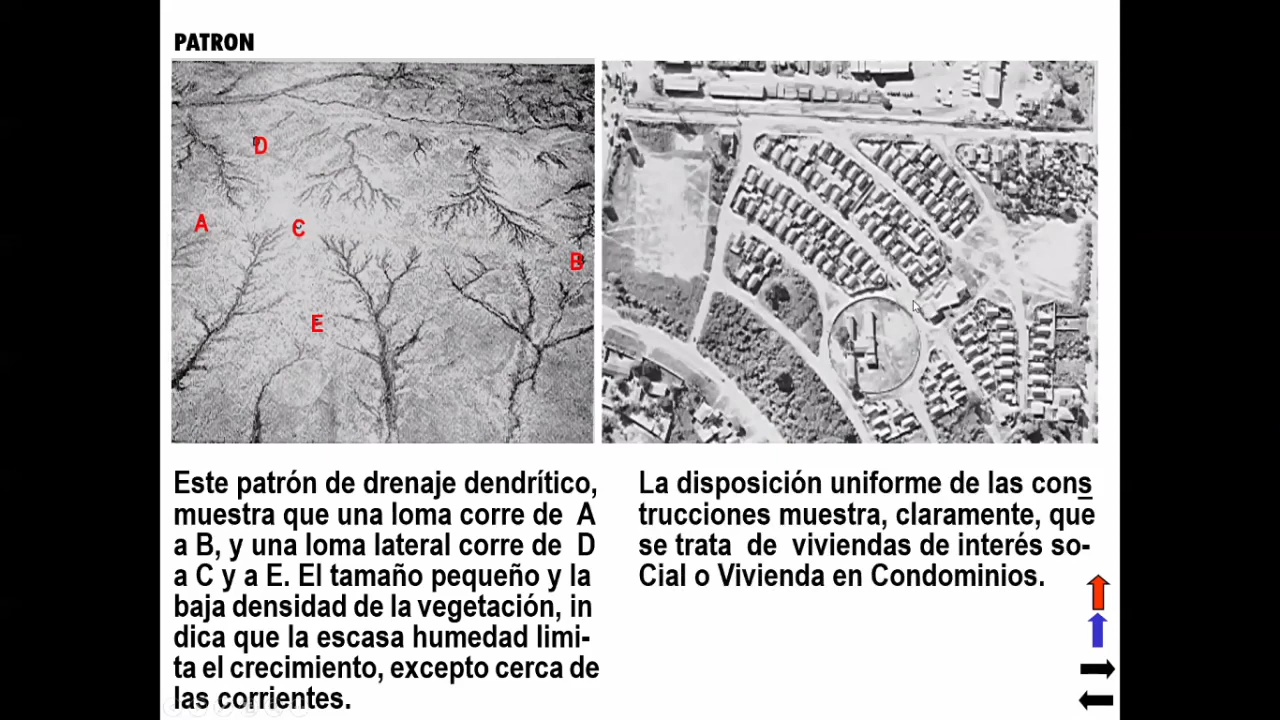 PATRON
D
A
C
B
E
Este patrón de drenaje dendrítico,
muestra que una loma corre de A
a B, y una loma lateral corre de D
a C y a E. El tamaño pequeño y la
baja densidad de la vegetación, in
dica que la escasa humedad limi-
ta el crecimiento, excepto cerca de
las corrientes.
La disposición uniforme de las cons
trucciones muestra, claramente, que
se trata de viviendas de interés so-
Cial o Vivienda en Condominios.